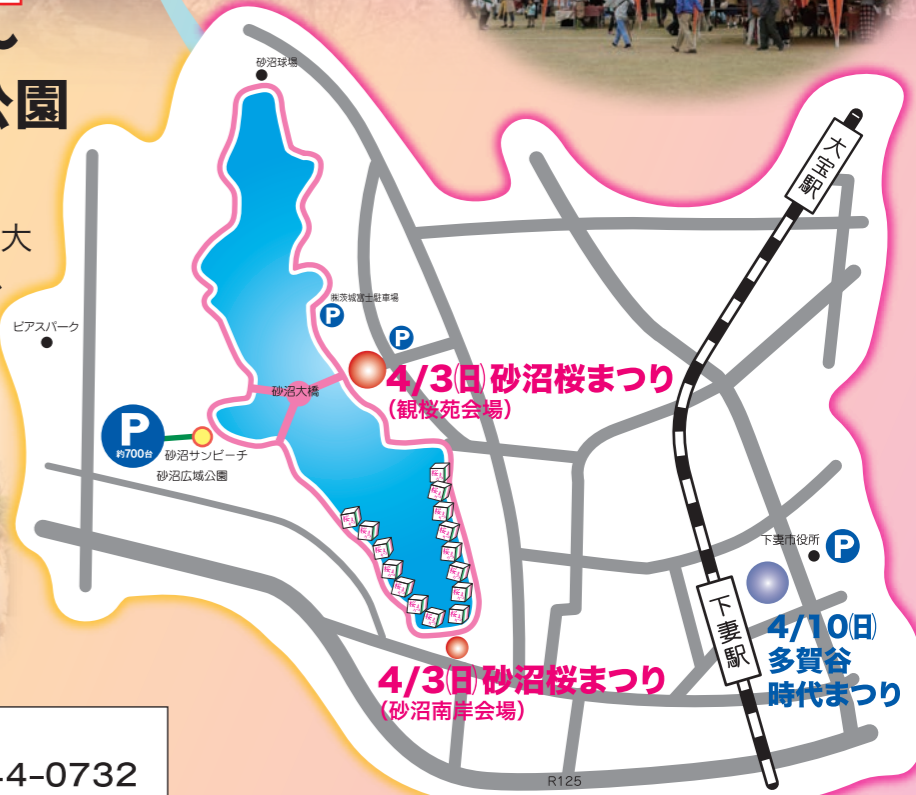 公園
大
砂沼球場
大宝駅
㈱茨城富士駐車場
P
P
ビアスパーク
砂沼大橋
4/3(日)砂沼桜まつり
(観桜苑会場)
P
約700台
砂沼サンビーチ
砂沼広域公園
下妻市役所
P
下妻駅
4/10(日)
多賀谷
時代まつり
4/3(日)砂沼桜まつり
(砂沼南岸会場)
R125
4-0732